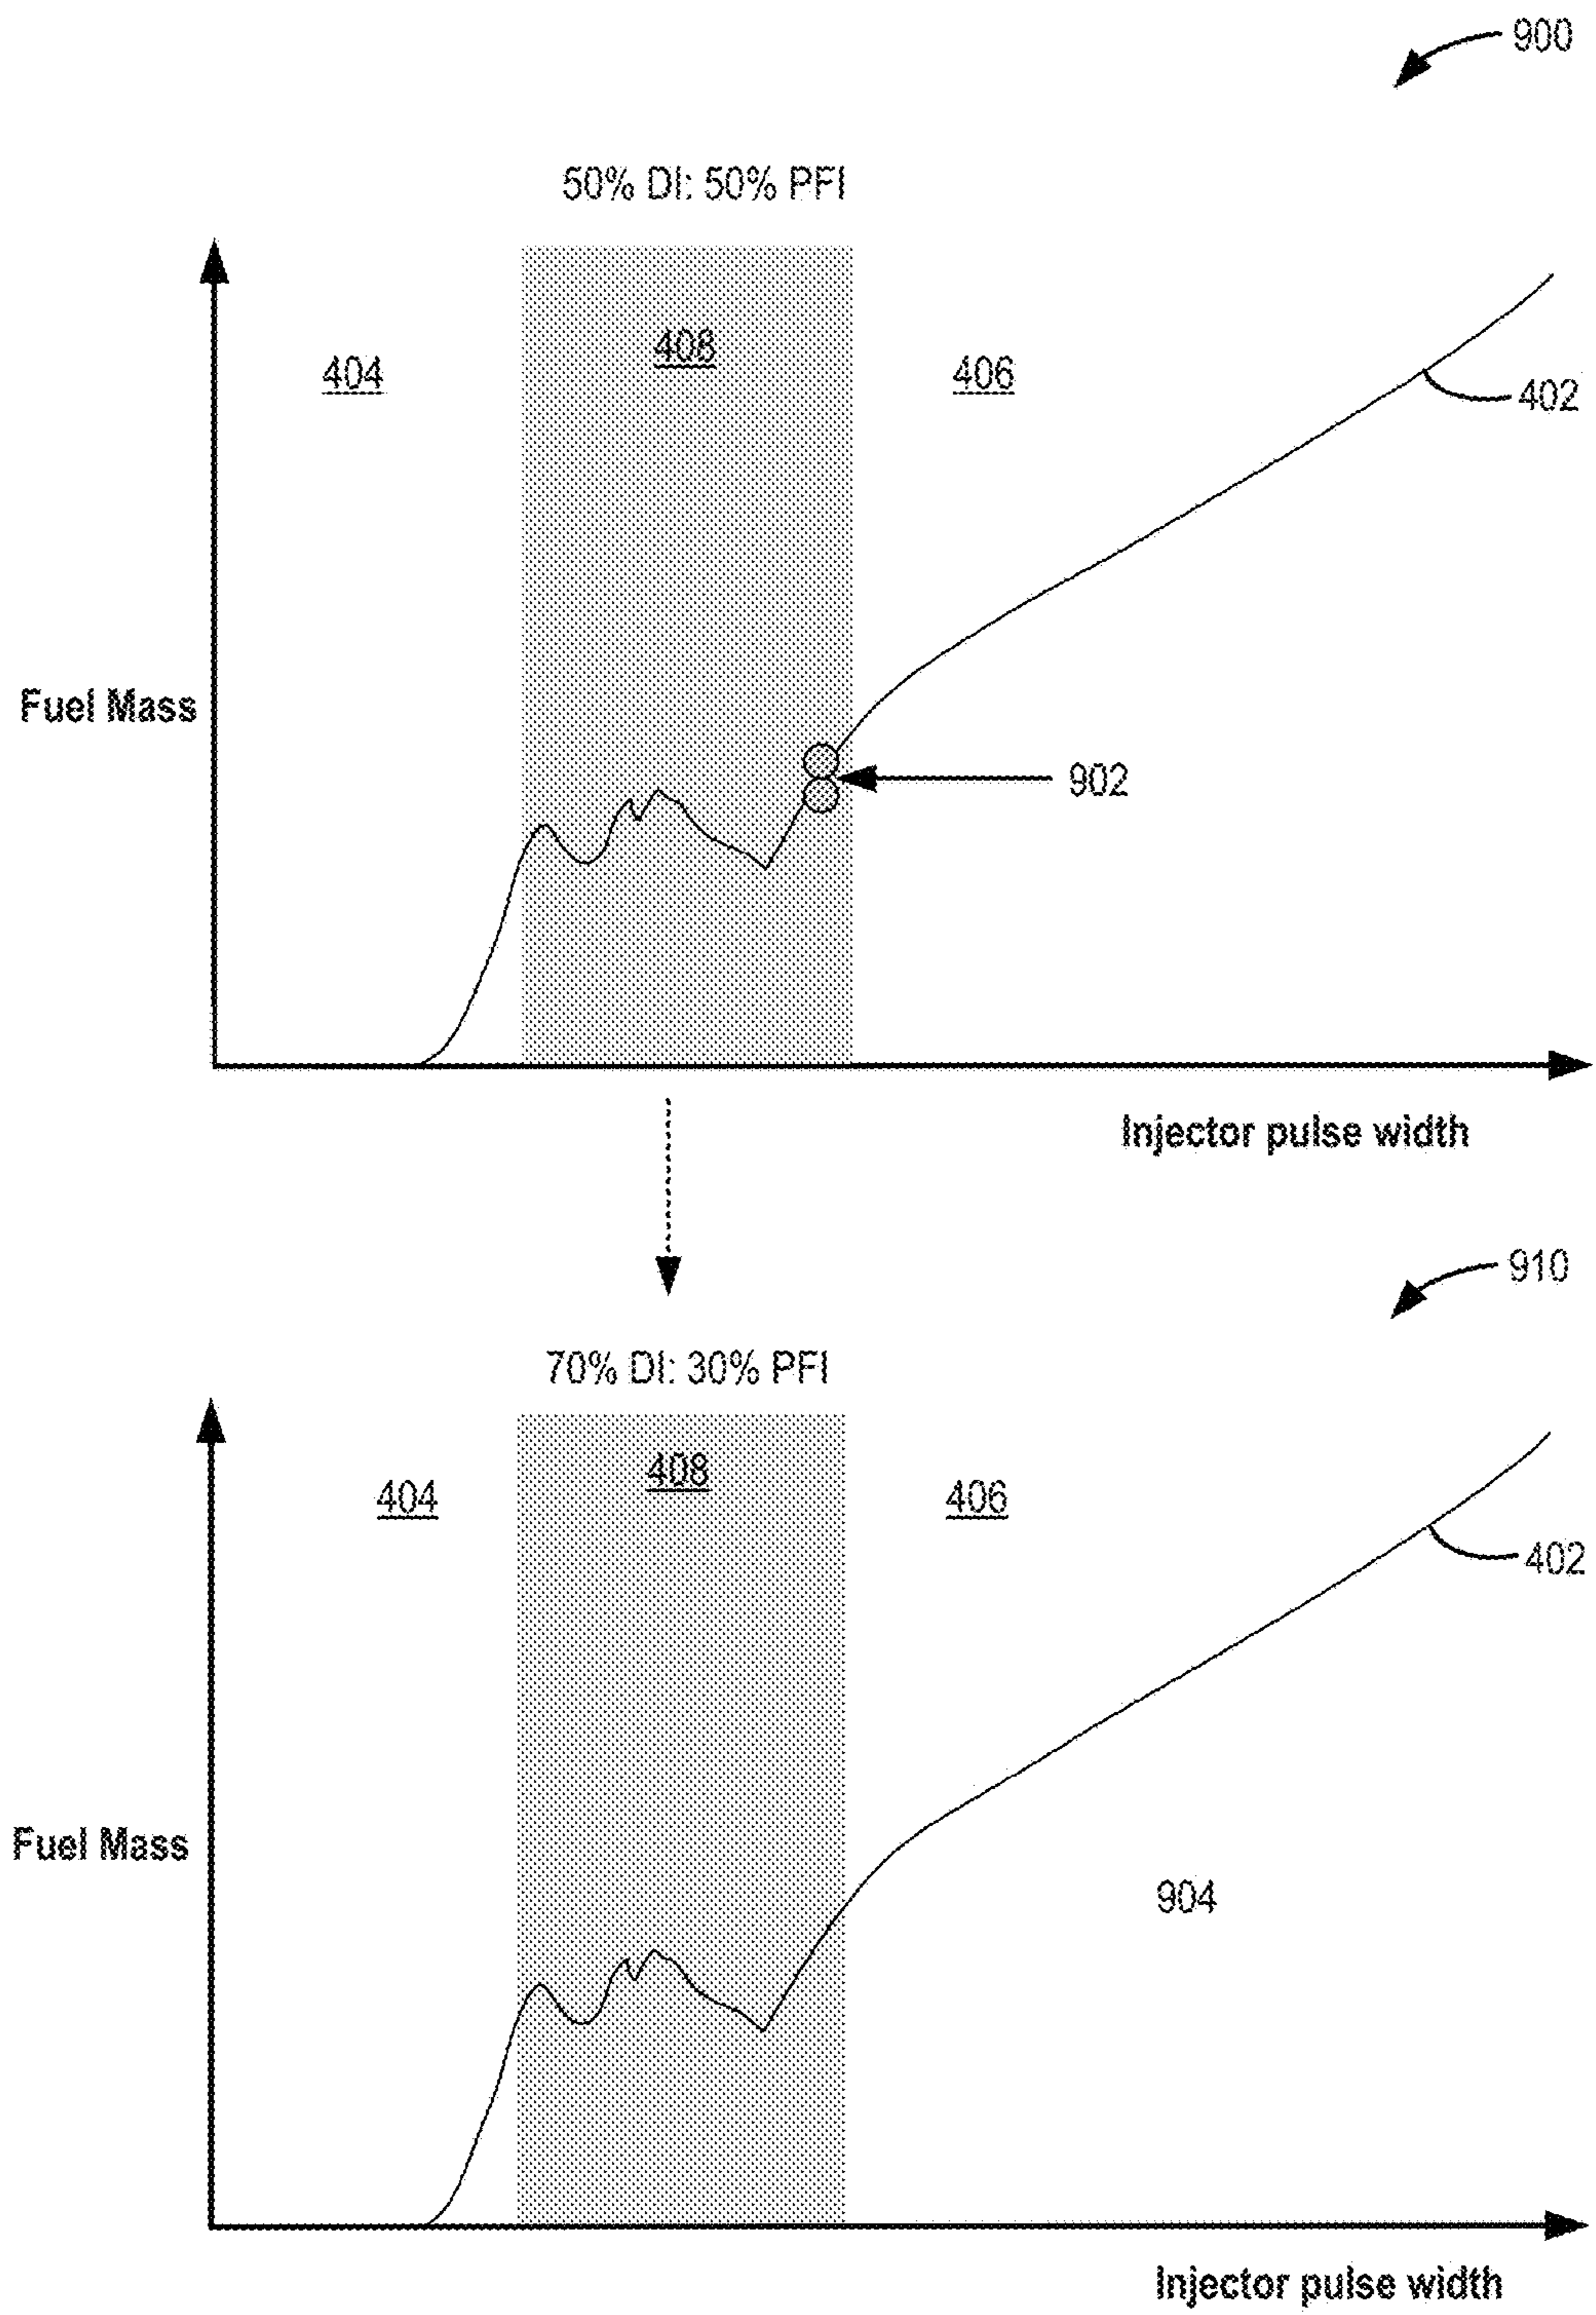 900
50% DI: 50% PFI
404
408
406
402
Fuel Mass
902
Injector pulse width
910
70% DI: 30% PFI
404
408
406
402
Fuel Mass
904
Injector pulse width